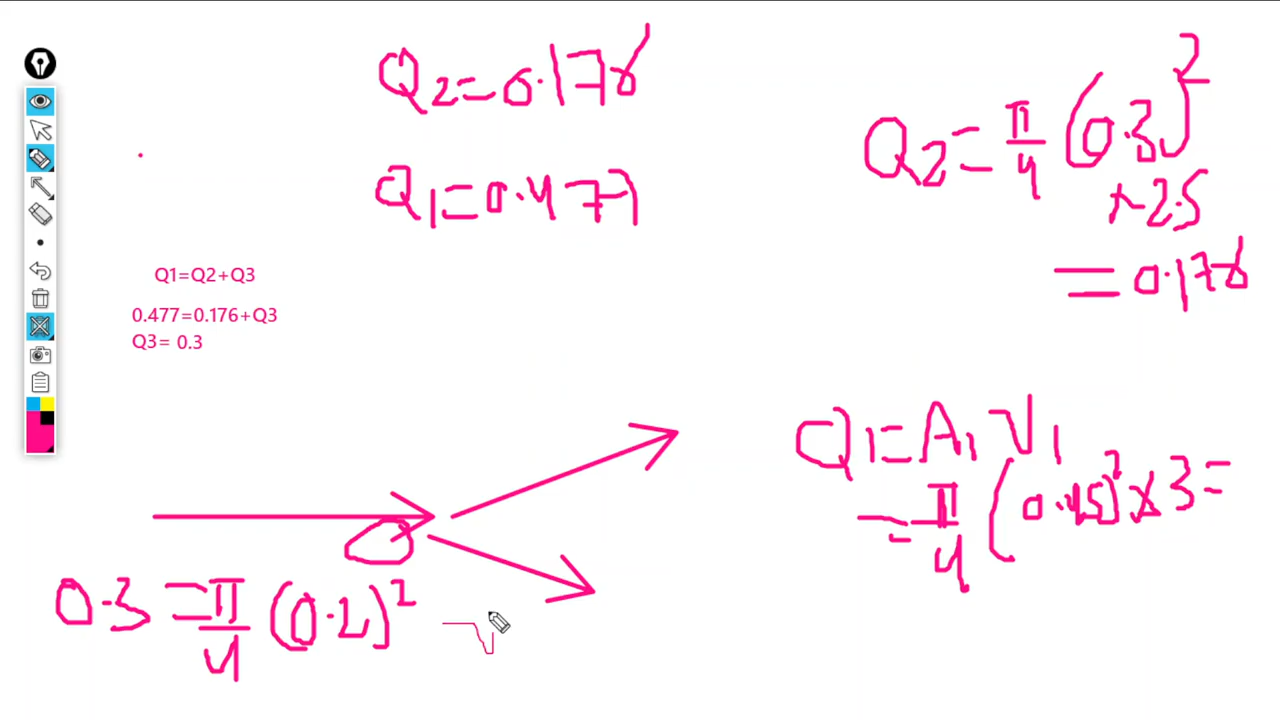 Q2=0.176
Q1=0.477
Q1=Q2+Q3
0.477=0.176+Q3
Q3= 0.3
Q2=π/4 (0.3)²
×2.5
=0.176
Q1=A1 V1
=π/4 (0.45)²×3=
0.3=π/4 (0.2)² V